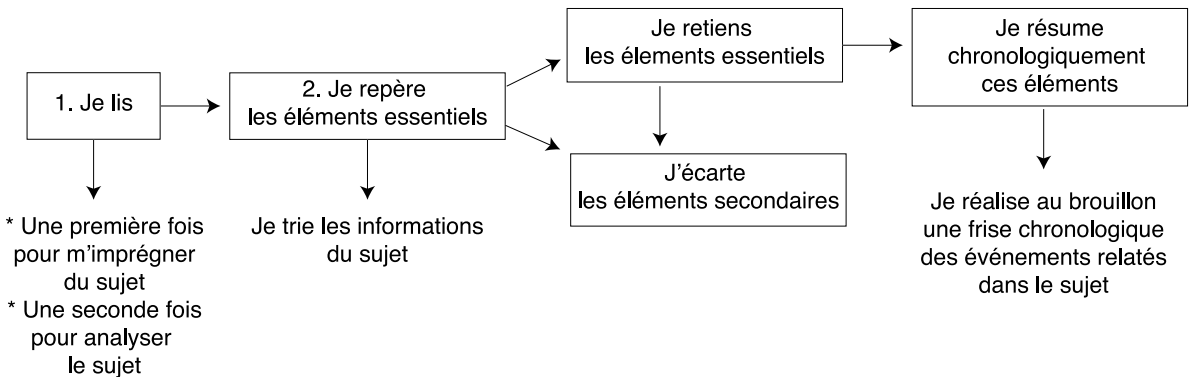 1. Je lis
* Une première fois
pour m'imprégner
du sujet
* Une seconde fois
pour analyser
le sujet
2. Je repère
les éléments essentiels
Je trie les informations
du sujet
Je retiens
les élements essentiels
J'écarte
les éléments secondaires
Je résume
chronologiquement
ces éléments
Je réalise au brouillon
une frise chronologique
des événements relatés
dans le sujet